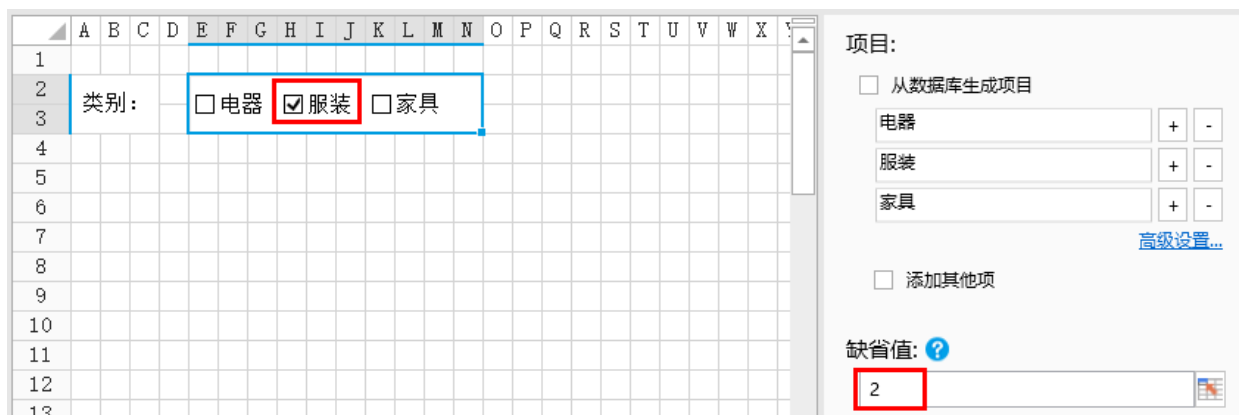 A B C D E F G H I J K L M N O P Q R S T U V W X
1
2
类别：
□电器 ☑服装 □家具
3
4
5
6
7
8
9
10
11
12
13
项目:
从数据库生成项目
电器 + -
服装 + -
家具 + -
高级设置...
添加其他项
缺省值: ?
2